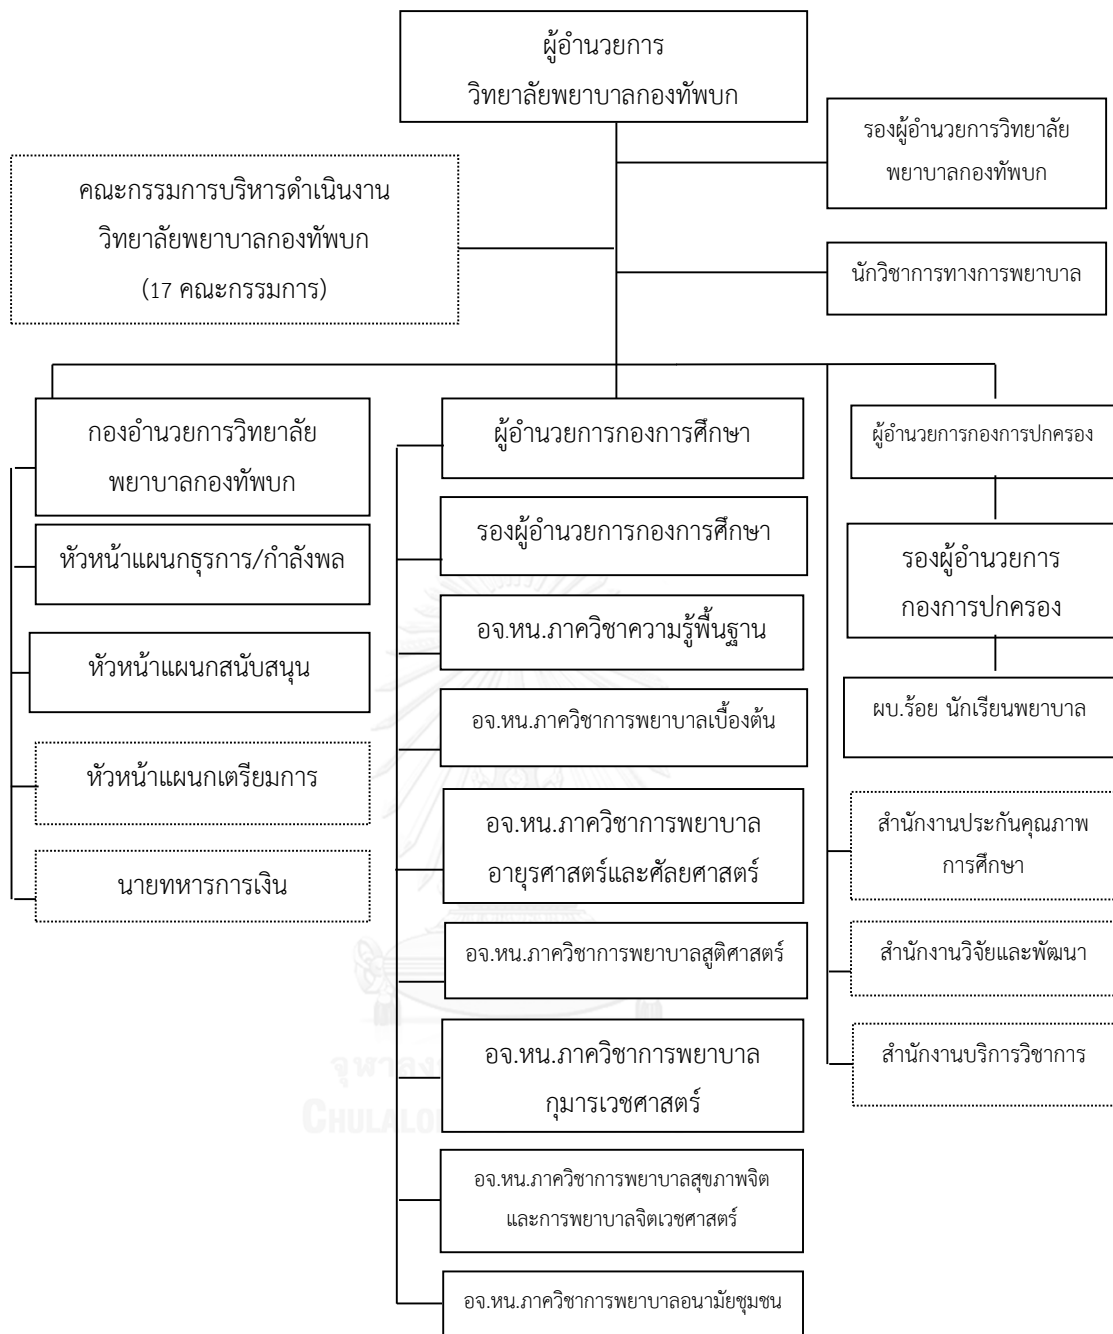 ผู้อำนวยการ
วิทยาลัยพยาบาลกองทัพบก
รองผู้อำนวยการวิทยาลัย
พยาบาลกองทัพบก
คณะกรรมการบริหารดำเนินงาน
วิทยาลัยพยาบาลกองทัพบก
(17 คณะกรรมการ)
นักวิชาการทางการพยาบาล
กองอำนวยการวิทยาลัย
พยาบาลกองทัพบก
หัวหน้าแผนกธุรการ/กำลังพล
หัวหน้าแผนกสนับสนุน
หัวหน้าแผนกเตรียมการ
นายทหารการเงิน
ผู้อำนวยการกองการศึกษา
รองผู้อำนวยการกองการศึกษา
อจ.หน.ภาควิชาความรู้พื้นฐาน
อจ.หน.ภาควิชาการพยาบาลเบื้องต้น
อจ.หน.ภาควิชาการพยาบาล
อายุรศาสตร์และศัลยศาสตร์
อจ.หน.ภาควิชาการพยาบาลสูติศาสตร์
อจ.หน.ภาควิชาการพยาบาล
กุมารเวชศาสตร์
อจ.หน.ภาควิชาการพยาบาลสุขภาพจิต
และการพยาบาลจิตเวชศาสตร์
อจ.หน.ภาควิชาการพยาบาลอนามัยชุมชน
ผู้อำนวยการกองการปกครอง
รองผู้อำนวยการ
กองการปกครอง
ผบ.ร้อย นักเรียนพยาบาล
สำนักงานประกันคุณภาพ
การศึกษา
สำนักงานวิจัยและพัฒนา
สำนักงานบริการวิชาการ